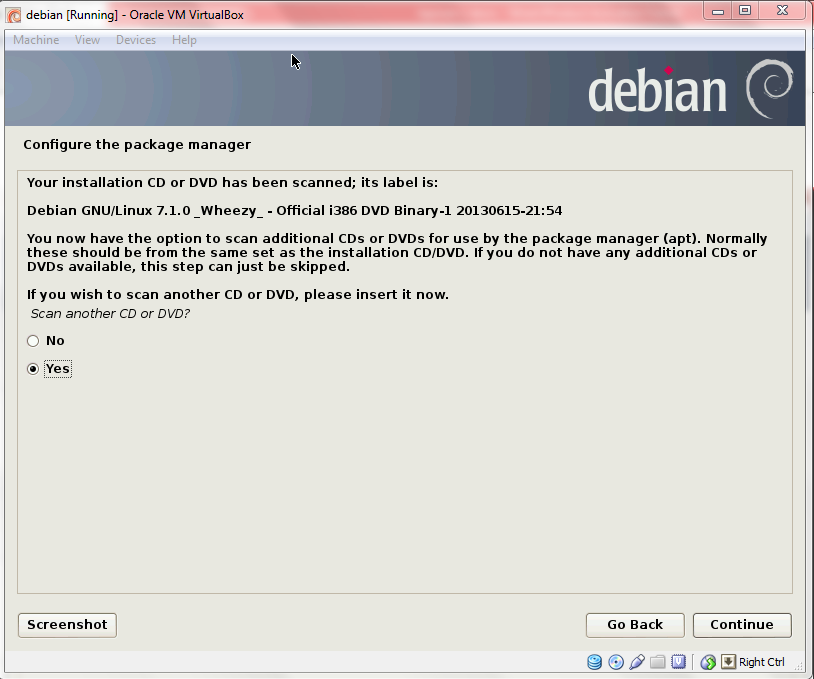 debian [Running] - Oracle VM VirtualBox
Machine View Devices Help
debian
Configure the package manager
Your installation CD or DVD has been scanned; its label is:
Debian GNU/Linux 7.1.0 _Wheezy_ - Official i386 DVD Binary-1 20130615-21:54
You now have the option to scan additional CDs or DVDs for use by the package manager (apt). Normally
these should be from the same set as the installation CD/DVD. If you do not have any additional CDs or
DVDs available, this step can just be skipped.
If you wish to scan another CD or DVD, please insert it now.
Scan another CD or DVD?
No
Yes
Screenshot Go Back Continue
Right Ctrl